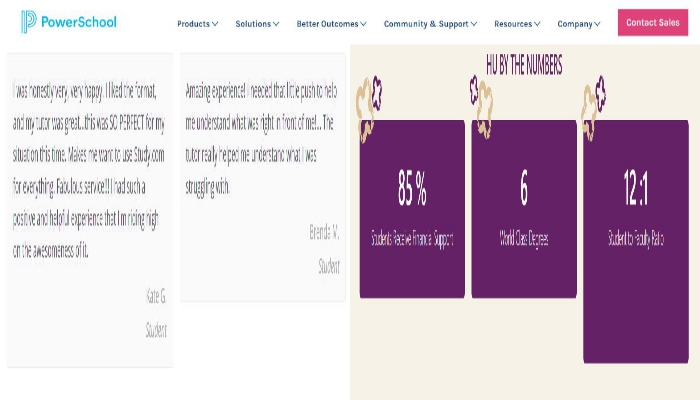 PowerSchool
Products Solutions Better Outcomes Community & Support Resources Company Contact Sales
I was honestly very, very happy. I liked the format,
and my tutor was great...this was SO PERFECT for my
situation this time. Makes me want to use Study.com
for everything. Fabulous service!!! I had such a
positive and helpful experience that I'm riding high
on the awesomeness of it.
Kate G.
Student
Amazing experience! I needed that little push to help
me understand what was right in front of me!... The
tutor really helped me understand what I was
struggling with.
Brenda M.
Student
HU BY THE NUMBERS
85 %
Students Receive Financial Support
6
World Class Degrees
12 :1
Student to Faculty Ratio